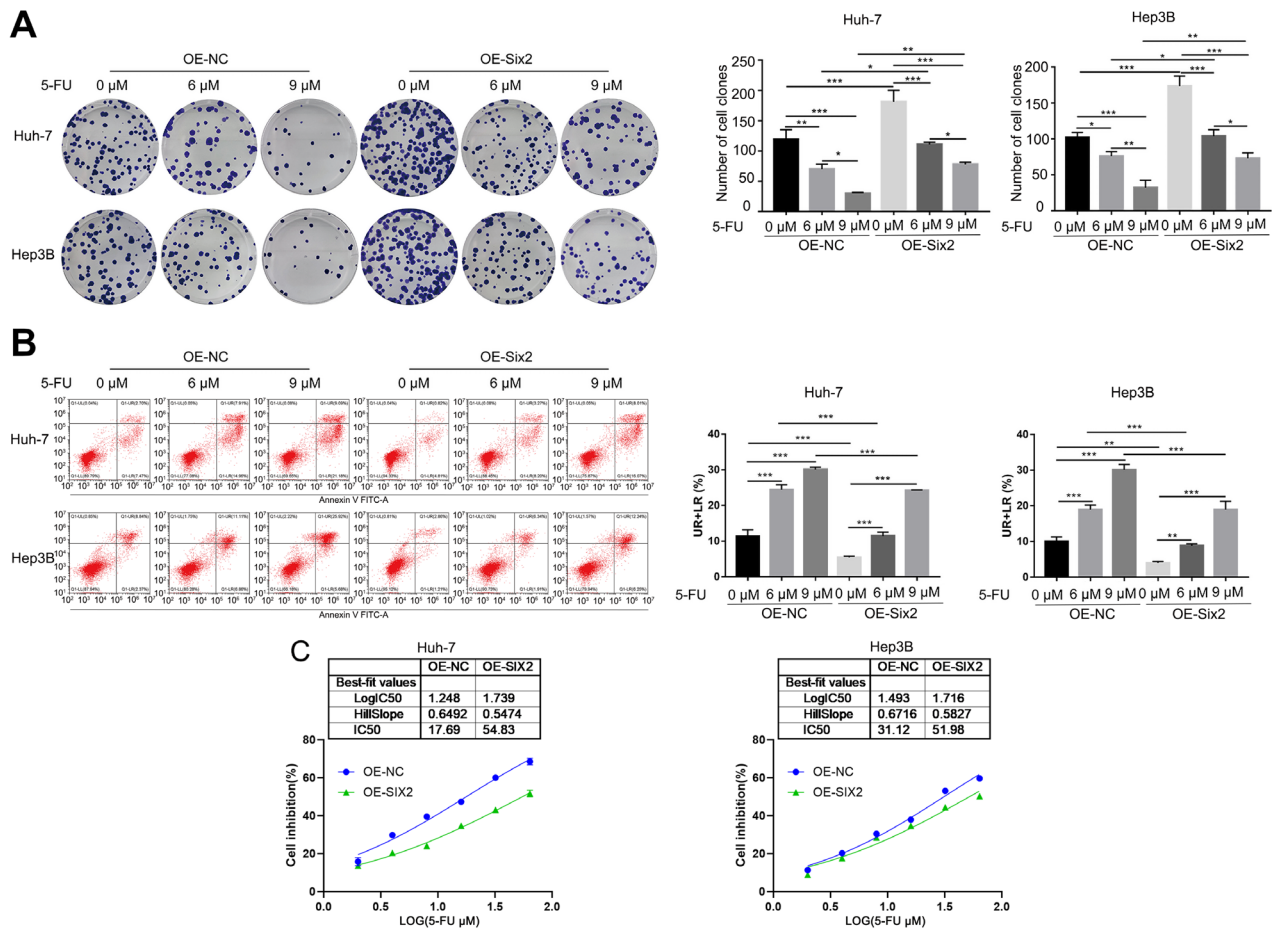 A
OE-NC
OE-Six2
5-FU 0 µM 6 µM 9 µM 0 µM 6 µM 9 µM
Huh-7
Hep3B
Huh-7
Number of cell clones
250
200
150
100
50
0
** 
* ***
*** ***
***
** *
*
5-FU 0 µM 6 µM 9 µM 0 µM 6 µM 9 µM
OE-NC OE-Six2
Hep3B
Number of cell clones
200
150
100
50
0
**
* ***
*** ***
***
* *
**
5-FU 0 µM 6 µM 9 µM 0 µM 6 µM 9 µM
OE-NC OE-Six2
B
OE-NC
OE-Six2
5-FU 0 µM 6 µM 9 µM 0 µM 6 µM 9 µM
Huh-7
Annexin V FITC-A
Hep3B
Annexin V FITC-A
Huh-7
UR+LR (%)
40
30
20
10
0
***
***
*** ***
*** ***
***
5-FU 0 µM 6 µM 9 µM 0 µM 6 µM 9 µM
OE-NC OE-Six2
Hep3B
UR+LR (%)
40
30
20
10
0
***
**
*** ***
*** ***
**
5-FU 0 µM 6 µM 9 µM 0 µM 6 µM 9 µM
OE-NC OE-Six2
C
Huh-7
OE-NC OE-SIX2
Best-fit values
LogIC50 1.248 1.739
HillSlope 0.6492 0.5474
IC50 17.69 54.83
Cell inhibition(%)
80
60
40
20
0
OE-NC
OE-SIX2
0.0 0.5 1.0 1.5 2.0
LOG(5-FU µM)
Hep3B
OE-NC OE-SIX2
Best-fit values
LogIC50 1.493 1.716
HillSlope 0.6716 0.5827
IC50 31.12 51.98
Cell inhibition(%)
80
60
40
20
0
OE-NC
OE-SIX2
0.0 0.5 1.0 1.5 2.0
LOG(5-FU µM)